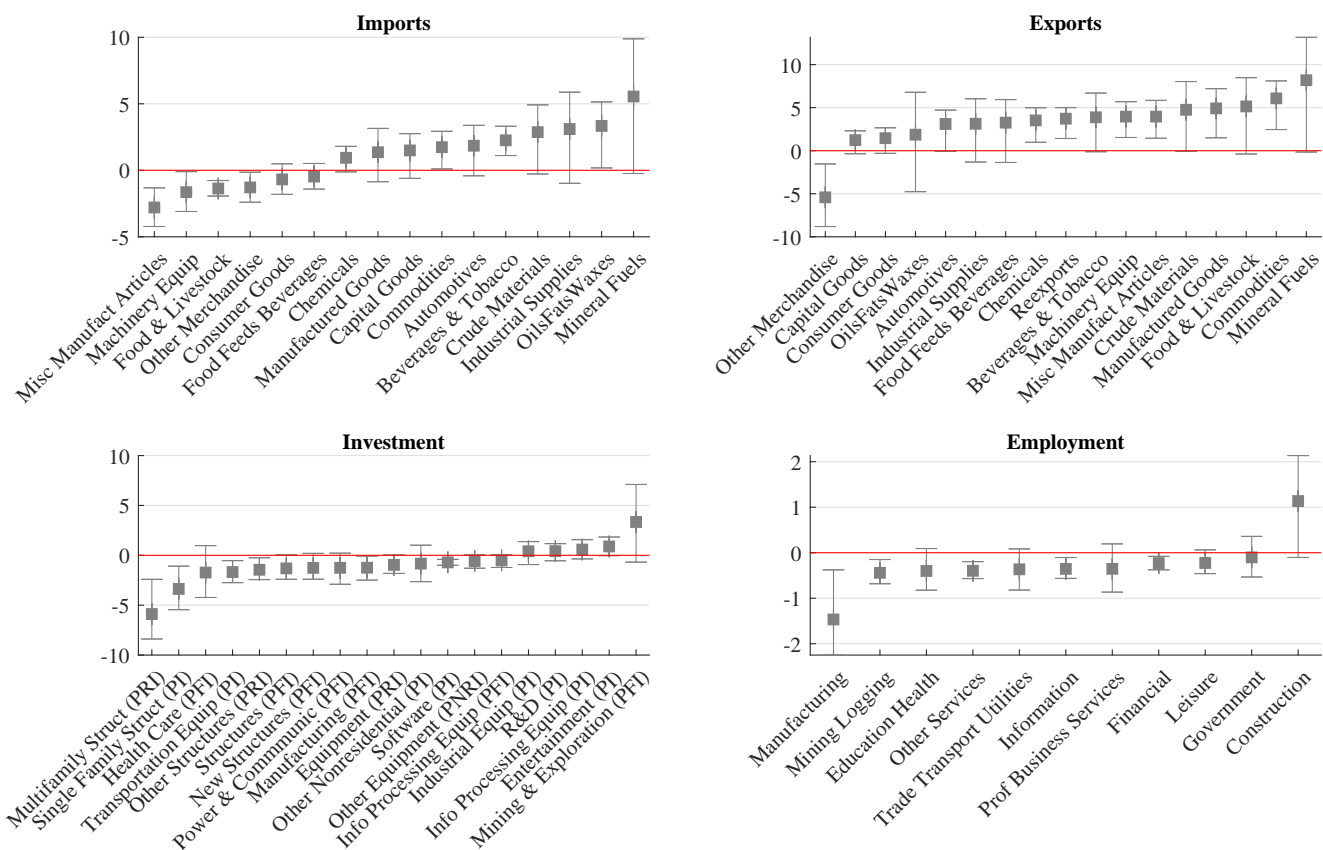 Imports
10
5
0
-5
Misc Manufact Articles
Machinery Equip
Food & Livestock
Other Merchandise
Consumer Goods
Food Feeds Beverages
Chemicals
Manufactured Goods
Capital Goods
Commodities
Automotives
Beverages & Tobacco
Crude Materials
Industrial Supplies
OilsFatsWaxes
Mineral Fuels
Exports
10
5
0
-5
-10
Other Merchandise
Capital Goods
Consumer Goods
OilsFatsWaxes
Automotives
Industrial Supplies
Food Feeds Beverages
Chemicals
Reexports
Beverages & Tobacco
Machinery Equip
Misc Manufact Articles
Crude Materials
Manufactured Goods
Food & Livestock
Commodities
Mineral Fuels
Investment
10
5
0
-5
-10
Multifamily Struct (PRI)
Single Family Struct (PI)
Health Care (PFI)
Transportation Equip (PI)
Other Structures (PRI)
Structures (PFI)
New Structures (PFI)
Power & Communic (PFI)
Manufacturing (PFI)
Equipment (PRI)
Other Nonresidential (PI)
Software (PI)
Other Equipment (PNRI)
Info Processing Equip (PFI)
Industrial Equip (PI)
R&D (PI)
Info Processing Equip (PI)
Entertainment (PI)
Mining & Exploration (PFI)
Employment
2
1
0
-1
-2
Manufacturing
Mining Logging
Education Health
Other Services
Trade Transport Utilities
Information
Prof Business Services
Financial
Leisure
Government
Construction